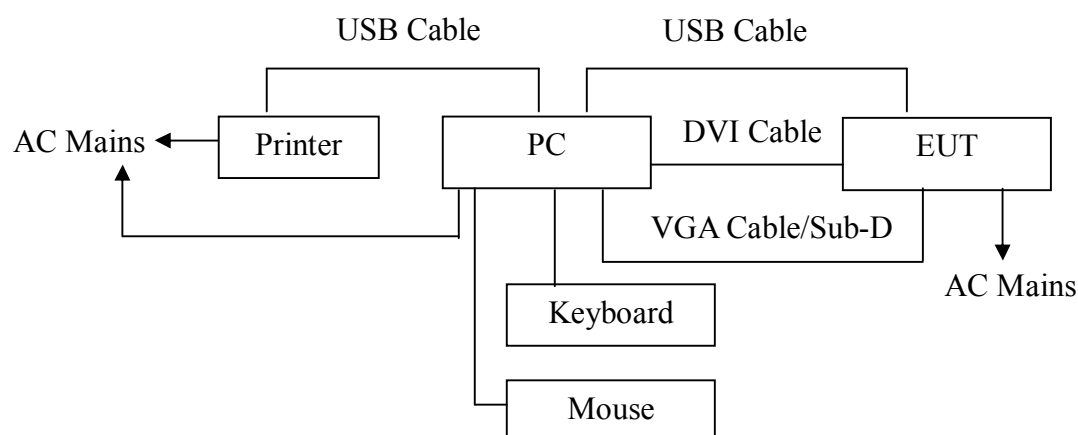 USB Cable
USB Cable
AC Mains
Printer
PC
DVI Cable
EUT
VGA Cable/Sub-D
AC Mains
Keyboard
Mouse